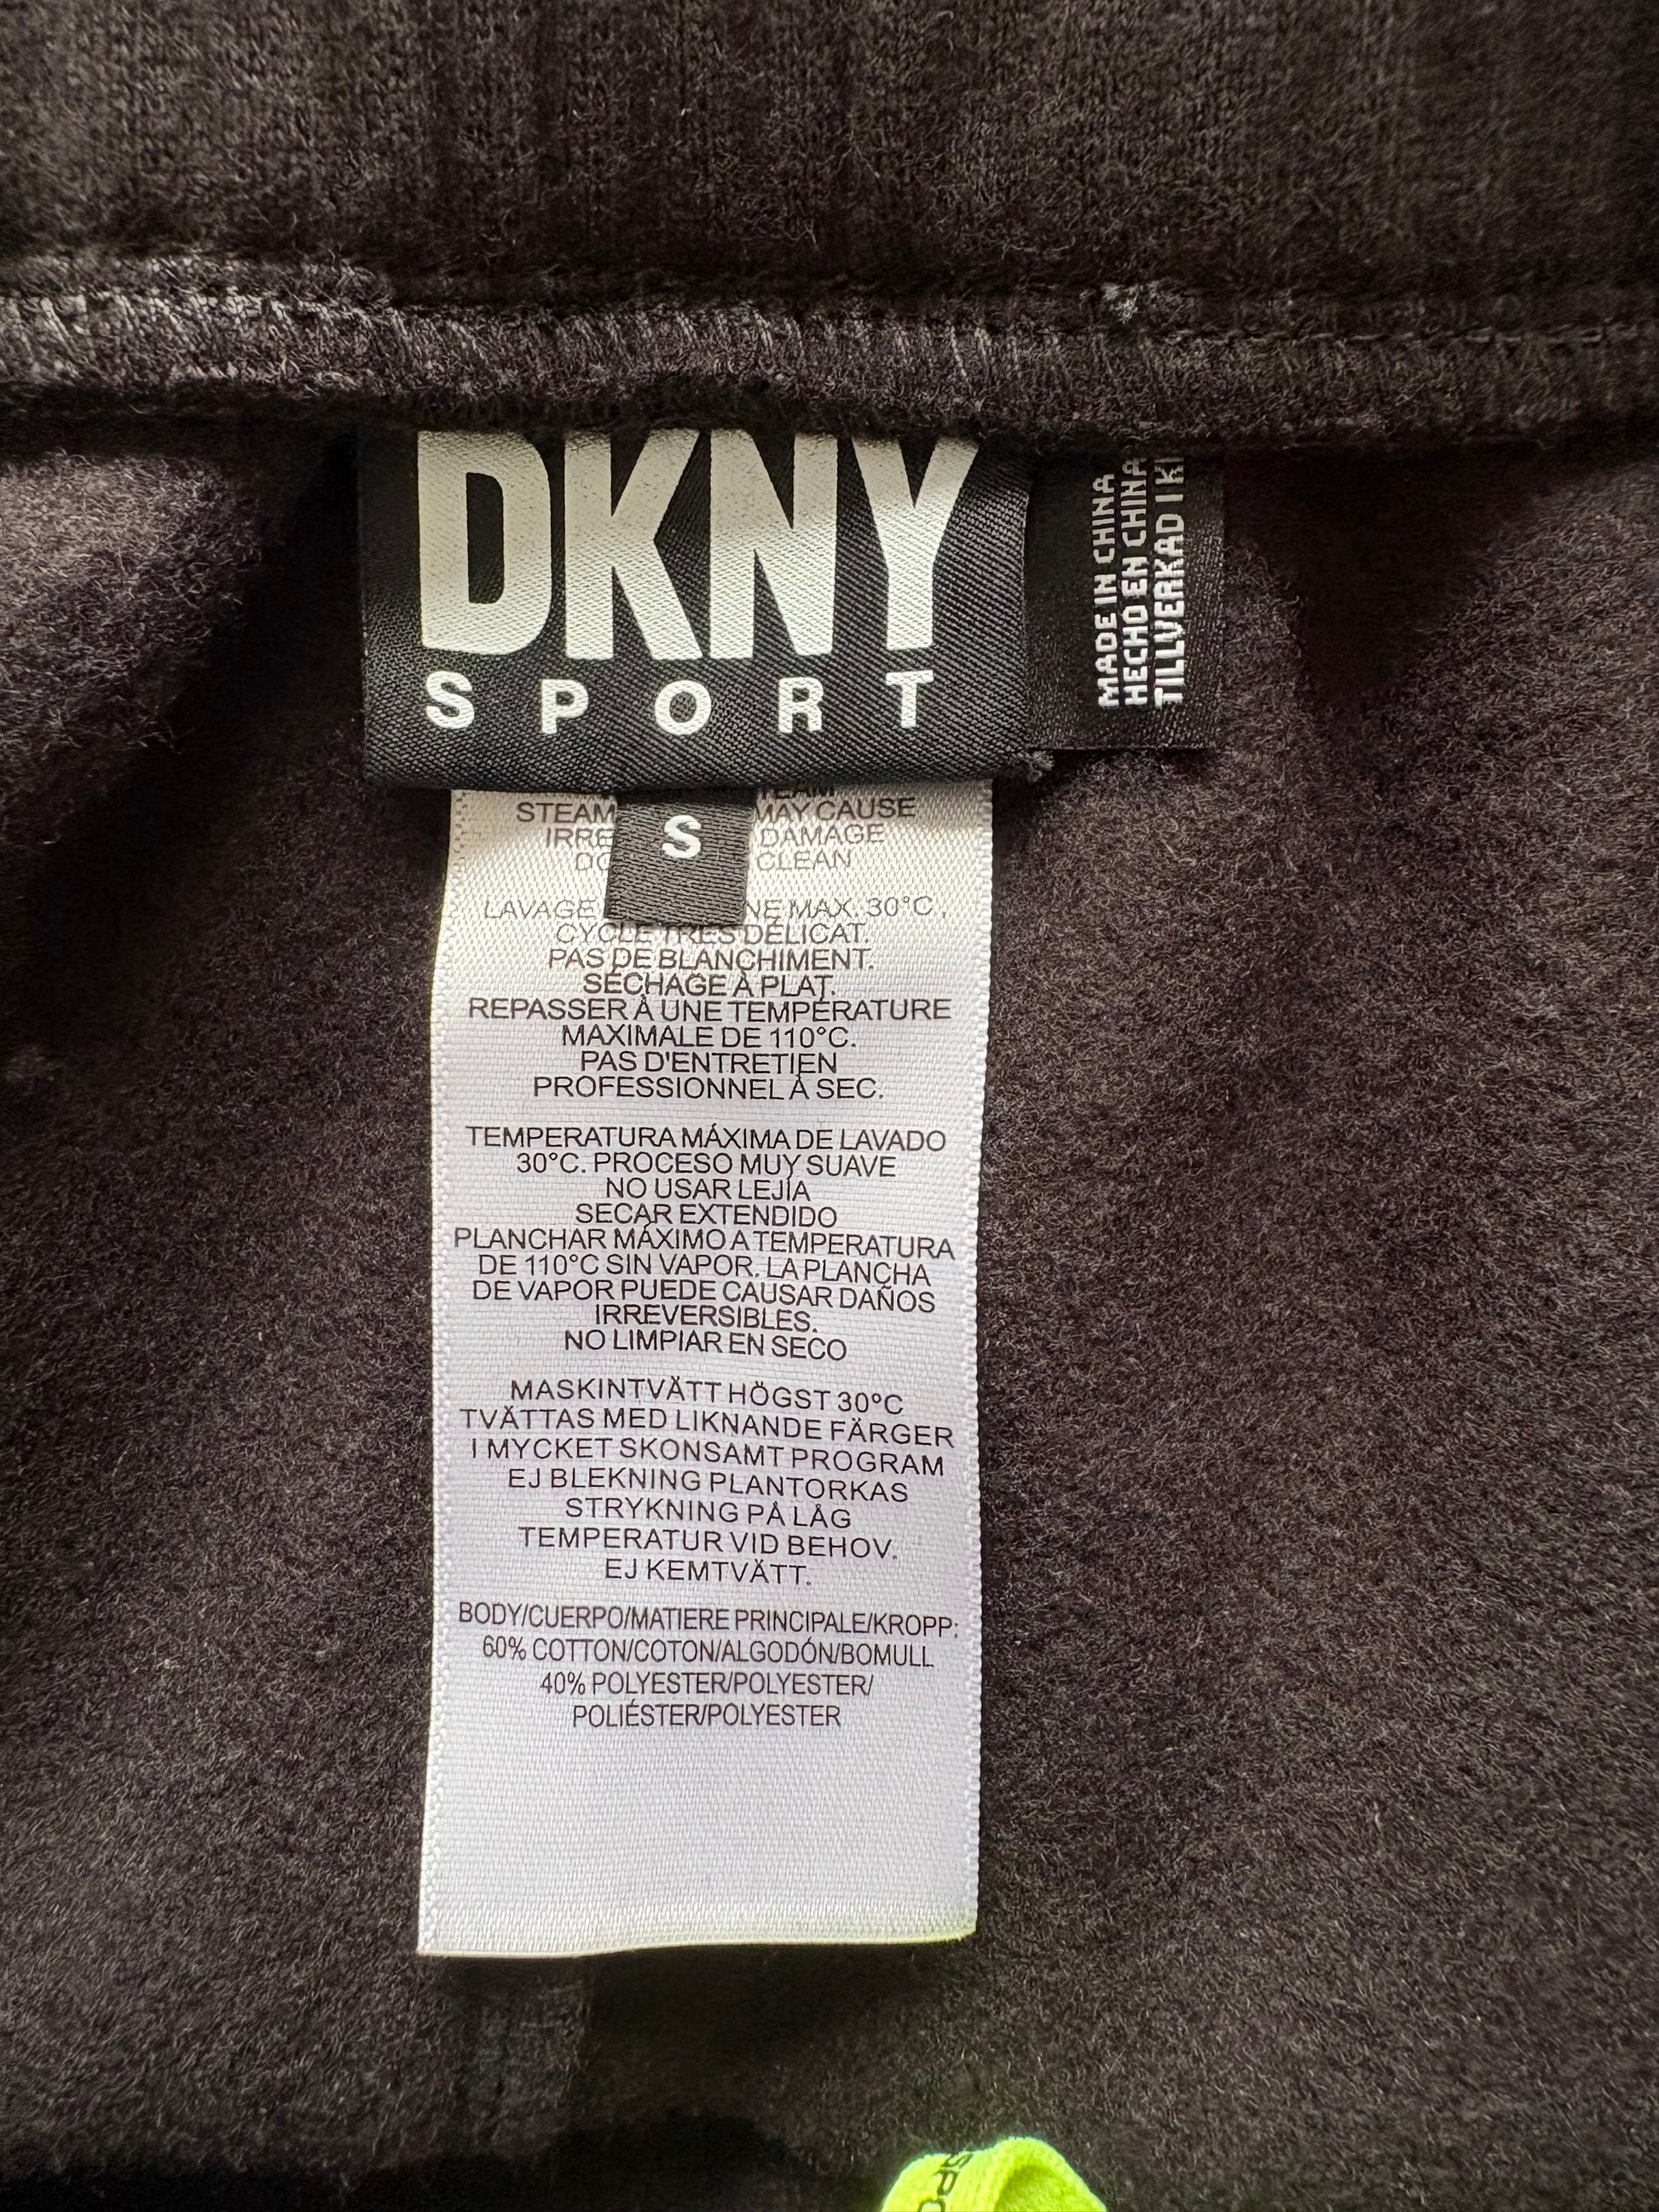 DKNY
SPORT
MADE IN CHINA
HECHO EN CHINA
TILLVERKAD I
S
STEAM MAY CAUSE
DAMAGE
CLEAN
LAVAGE MAX. 30°C,
CYCLE TRES DELICAT.
PAS DE BLANCHIMENT.
SÉCHAGE À PLAT.
REPASSER À UNE TEMPÉRATURE
MAXIMALE DE 110°C.
PAS D'ENTRETIEN
PROFESSIONNEL À SEC.
TEMPERATURA MÁXIMA DE LAVADO
30°C. PROCESO MUY SUAVE
NO USAR LEJÍA
SECAR EXTENDIDO
PLANCHAR MÁXIMO A TEMPERATURA
DE 110°C SIN VAPOR. LA PLANCHA
DE VAPOR PUEDE CAUSAR DAÑOS
IRREVERSIBLES.
NO LIMPIAR EN SECO
MASKINTVÄTT HÖGST 30ºC
TVÄTTAS MED LIKNANDE FÄRGER
I MYCKET SKONSAMT PROGRAM
EJ BLEKNING PLANTORKAS
STRYKNING PÅ LÅG
TEMPERATUR VID BEHOV.
EJ KEMTVÄTT.
BODY/CUERPO/MATIERE PRINCIPALE/KROPP:
60% COTTON/COTON/ALGODÓN/BOMULL
40% POLYESTER/POLYESTER/
POLIÉSTER/POLYESTER